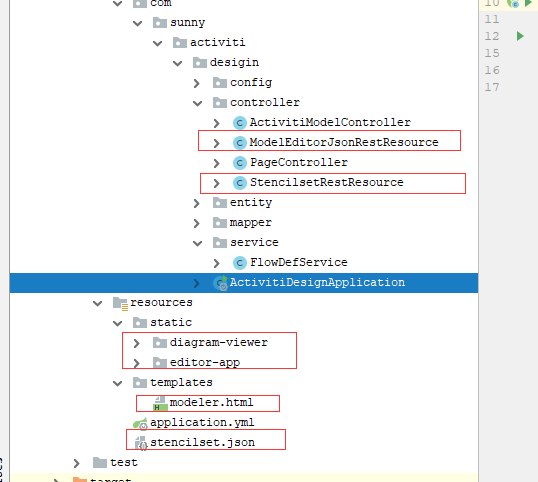 com
sunny
activiti
desigin
config
controller
ActivitiModelController
ModelEditorJsonRestResource
PageController
StencilsetRestResource
entity
mapper
service
FlowDefService
ActivitiDesignApplication
resources
static
diagram-viewer
editor-app
templates
modeler.html
application.yml
stencilset.json
test
target
10
11
12
15
16
17